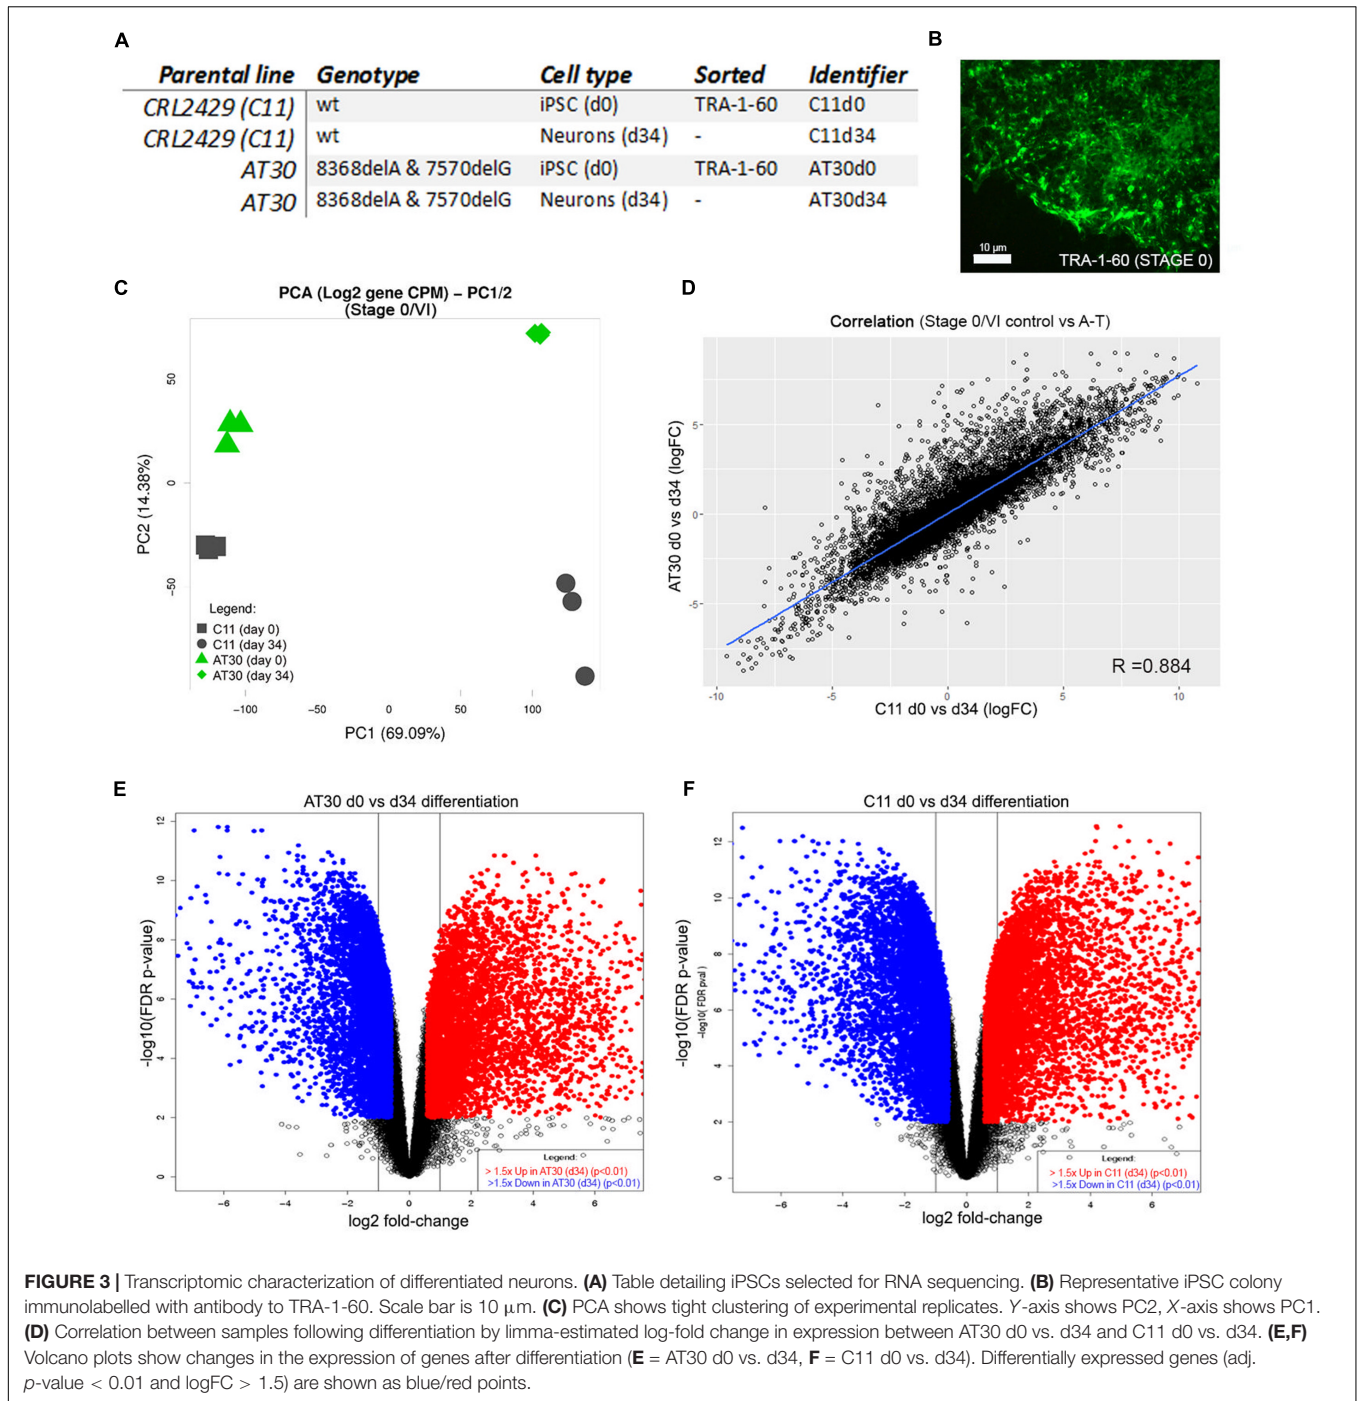 A
Parental line Genotype Cell type Sorted Identifier
CRL2429 (C11) wt iPSC (d0) TRA-1-60 C11d0
CRL2429 (C11) wt Neurons (d34) - C11d34
AT30 8368delA & 7570delG iPSC (d0) TRA-1-60 AT30d0
AT30 8368delA & 7570delG Neurons (d34) - AT30d34
B
10 µm
TRA-1-60 (STAGE 0)
C
PCA (Log2 gene CPM) – PC1/2
(Stage 0/VI)
PC2 (14.38%)
50
0
−50
Legend:
C11 (day 0)
C11 (day 34)
AT30 (day 0)
AT30 (day 34)
−100 −50 0 50 100
PC1 (69.09%)
D
Correlation (Stage 0/VI control vs A-T)
AT30 d0 vs d34 (logFC)
5
0
-5
R =0.884
-10 -5 0 5 10
C11 d0 vs d34 (logFC)
E
AT30 d0 vs d34 differentiation
-log10(FDR p-value)
12
10
8
6
4
2
0
Legend:
> 1.5x Up in AT30 (d34) (p<0.01)
>1.5x Down in AT30 (d34) (p<0.01)
−6 −4 −2 0 2 4 6
log2 fold-change
F
C11 d0 vs d34 differentiation
-log10(FDR p-value)
-log10( FDR pval )
12
10
8
6
4
2
0
Legend:
> 1.5x Up in C11 (d34) (p<0.01)
>1.5x Down in C11 (d34) (p<0.01)
−6 −4 −2 0 2 4 6
log2 fold-change
FIGURE 3 | Transcriptomic characterization of differentiated neurons. (A) Table detailing iPSCs selected for RNA sequencing. (B) Representative iPSC colony
immunolabelled with antibody to TRA-1-60. Scale bar is 10 µm. (C) PCA shows tight clustering of experimental replicates. Y-axis shows PC2, X-axis shows PC1.
(D) Correlation between samples following differentiation by limma-estimated log-fold change in expression between AT30 d0 vs. d34 and C11 d0 vs. d34. (E,F)
Volcano plots show changes in the expression of genes after differentiation (E = AT30 d0 vs. d34, F = C11 d0 vs. d34). Differentially expressed genes (adj.
p-value < 0.01 and logFC > 1.5) are shown as blue/red points.